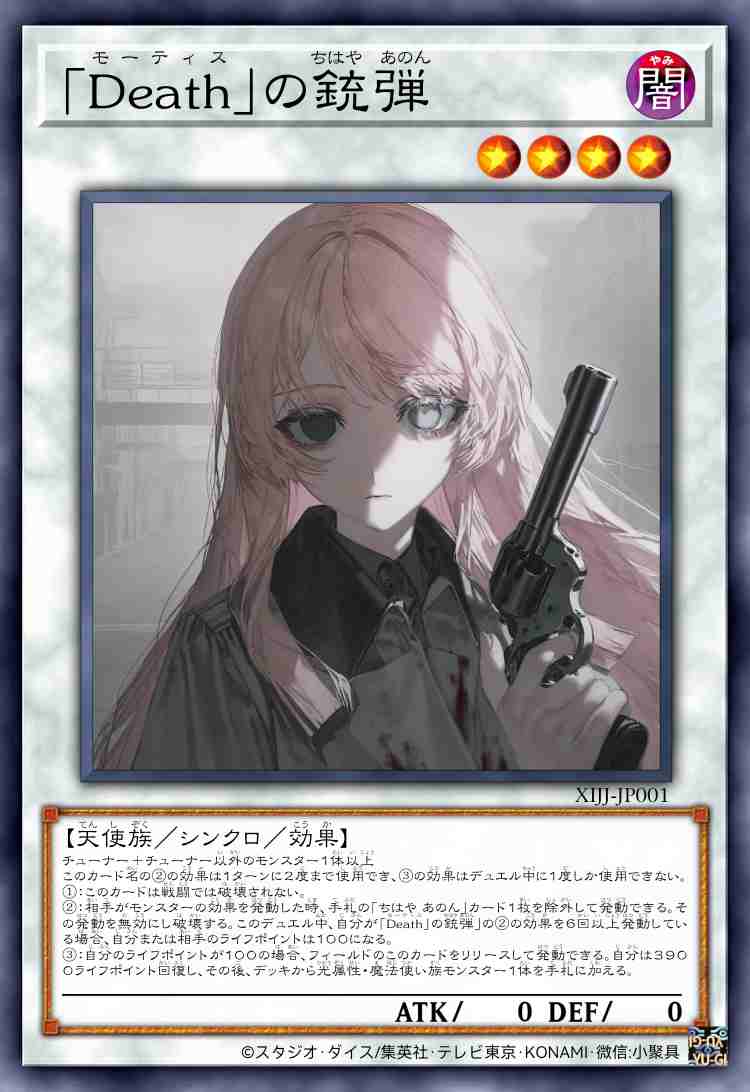 モーティス ちはや あのん
「Death」の銃弾
やみ
闇
XIJJ-JP001
【天使族／シンクロ／効果】
チューナー＋チューナー以外のモンスター1体以上
このカード名の②の効果は1ターンに2度まで使用でき、③の効果はデュエル中に1度しか使用できない。
①：このカードは戦闘では破壊されない。
②：相手がモンスターの効果を発動した時、手札の「ちはや あのん」カード1枚を除外して発動できる。そ
の発動を無効にし破壊する。このデュエル中、自分が「Death」の銃弾」の②の効果を6回以上発動してい
る場合、自分または相手のライフポイントは100になる。
③：自分のライフポイントが100の場合、フィールドのこのカードをリリースして発動できる。自分は390
0ライフポイント回復し、その後、デッキから光属性・魔法使い族モンスター1体を手札に加える。
ATK/ 0 DEF/ 0
©スタジオ・ダイス/集英社・テレビ東京・KONAMI・微信:小聚具